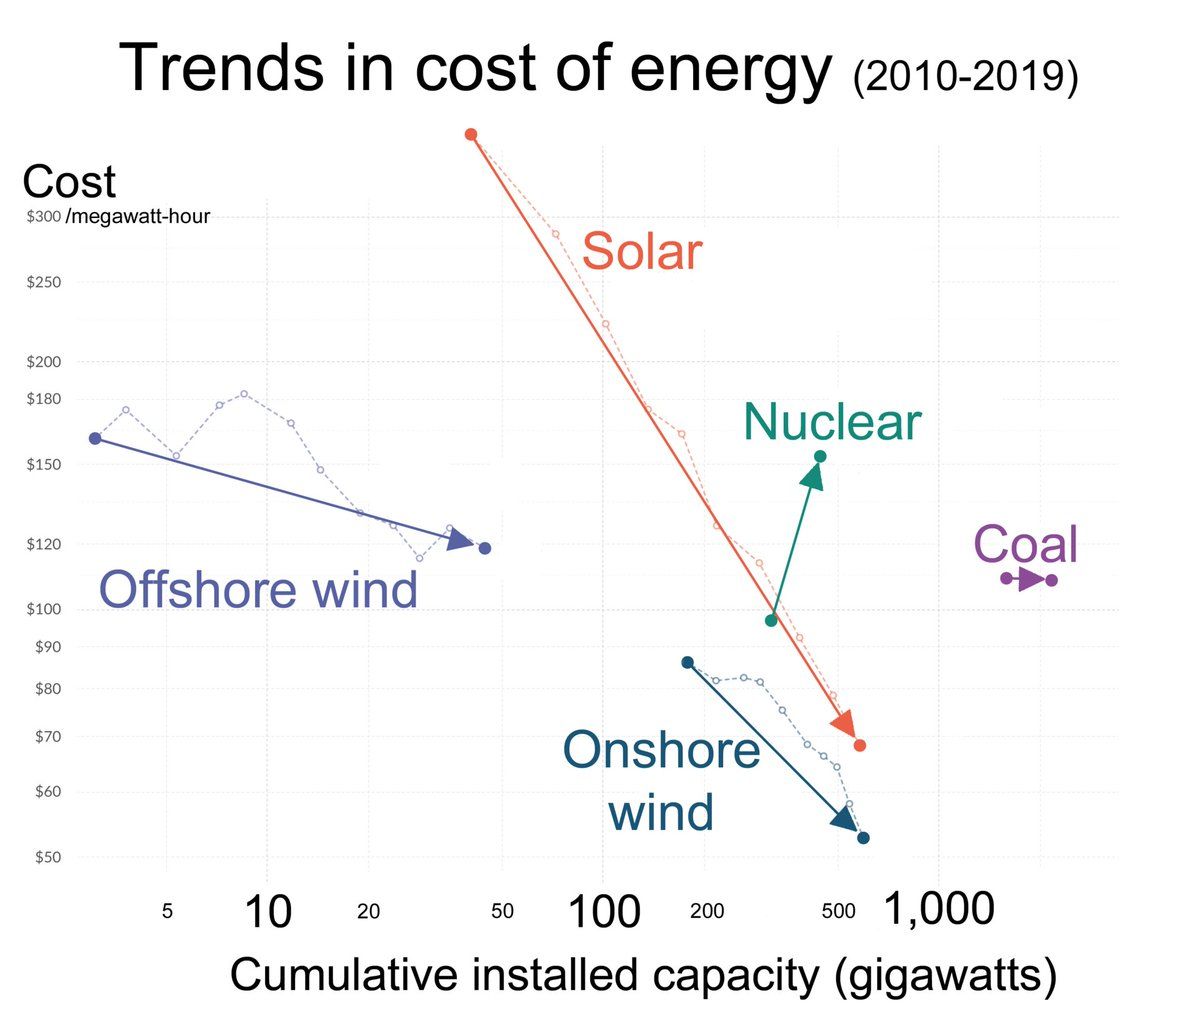 Trends in cost of energy (2010-2019)
Cost
$300 /megawatt-hour
Solar
$250
$200
$180
Nuclear
$150
$120
Coal
Offshore wind
$100
$90
$80
$70
Onshore
wind
$60
$50
5 10 20 50 100 200 500 1,000
Cumulative installed capacity (gigawatts)